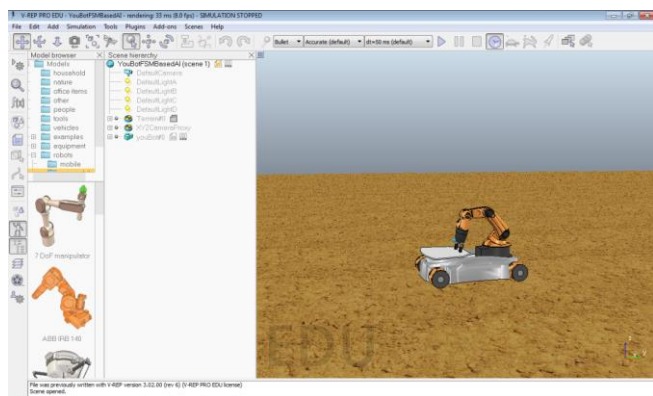 V-REP PRO EDU - YouBotFSMBasedAI - rendering: 33 ms (8.0 fps) - SIMULATION STOPPED
File Edit Add Simulation Tools Plugins Add-ons Scenes Help
Bullet Accurate (default) dt=50 ms (default)
Model browser
Models
household
nature
office items
other
people
tools
vehicles
examples
equipment
robots
mobile
7 DoF manipulator
ABB IRB 140
Scene hierarchy
YouBotFSMBasedAI (scene 1)
DefaultCamera
DefaultLightA
DefaultLightB
DefaultLightC
DefaultLightD
XYZCameraProxy
youBot#0
EDU
File was previously written with V-REP version 3.02.00 (rev 6) (V-REP PRO EDU license)
Scene opened.